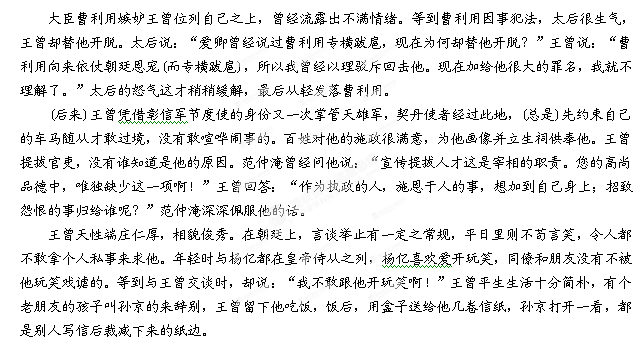 大臣曹利用嫉妒王曾位列自己之上，曾经流露出不满情绪。等到曹利用因事犯法，太后很生气，
王曾却替他开脱。太后说：“爱卿曾经说过曹利用专横跋扈，现在为何却替他开脱？”王曾说：“曹
利用向来依仗朝廷恩宠〔而专横跋扈〕，所以我曾经以理驳斥回击他。现在加给他很大的罪名，我就不
理解了。”太后的怒气这才稍稍缓解，最后从轻发落曹利用。
〔后来〕王曾凭借彰信军节度使的身份又一次掌管天雄军，契丹使者经过此地，〔总是〕先约束自己
的车马随从才敢过境，没有敢喧哗闹事的。百姓对他的施政很满意，为他画像并立生祠供奉他。王曾
提拔官吏，没有谁知道是他的原因。范仲淹曾经问他说：“宣传提拔人才这是宰相的职责。您的高尚
品德中，唯独缺少这一项啊！”王曾回答：“作为执政的人，施恩于人的事，想加到自己身上；招致
怨恨的事归给谁呢？”范仲淹深深佩服他的话。
王曾天性端庄仁厚，相貌俊秀。在朝廷上，言谈举止有一定之常规，平日里则不苟言笑，令人都
不敢拿个人私事来求他。年轻时与杨亿都在皇帝侍从之列，杨亿喜欢爱开玩笑，同僚和朋友没有不被
他玩笑戏谑的。等到与王曾交谈时，却说：“我不敢跟他开玩笑啊！”王曾平生生活十分简朴，有个
老朋友的孩子叫孙京的来辞别，王曾留下他吃饭，饭后，用盒子送给他几卷信纸，孙京打开一看，都
是别人写信后裁减下来的纸边。